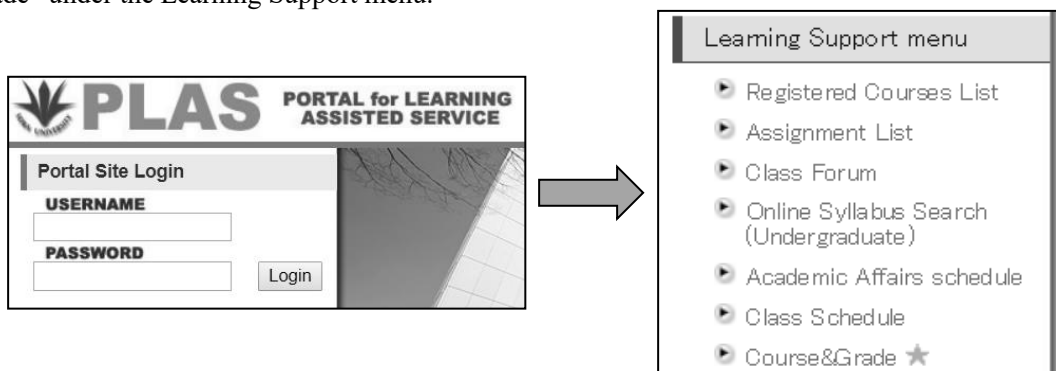 ade" under the Learning Support menu.
PLAS
PORTAL for LEARNING
ASSISTED SERVICE
Portal Site Login
USERNAME
PASSWORD
Login
Learning Support menu
Registered Courses List
Assignment List
Class Forum
Online Syllabus Search
(Undergraduate)
Academic Affairs schedule
Class Schedule
Course&Grade ★